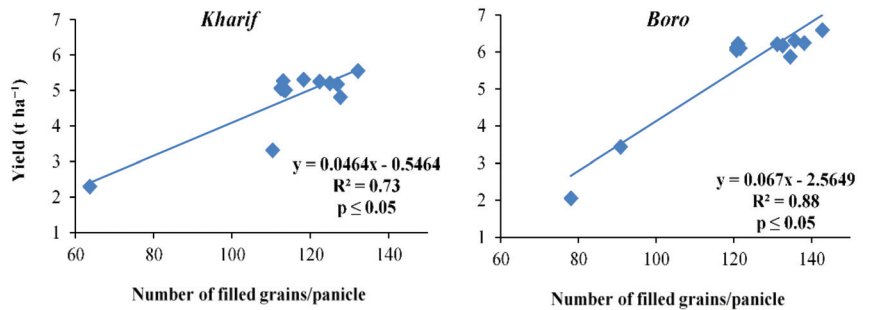 Kharif
7
6
5
4
3
2
1
Yield (t ha⁻¹)
y = 0.0464x - 0.5464
R² = 0.73
p ≤ 0.05
60 80 100 120 140
Number of filled grains/panicle
Boro
7
6
5
4
3
2
1
y = 0.067x - 2.5649
R² = 0.88
p ≤ 0.05
60 80 100 120 140
Number of filled grains/panicle